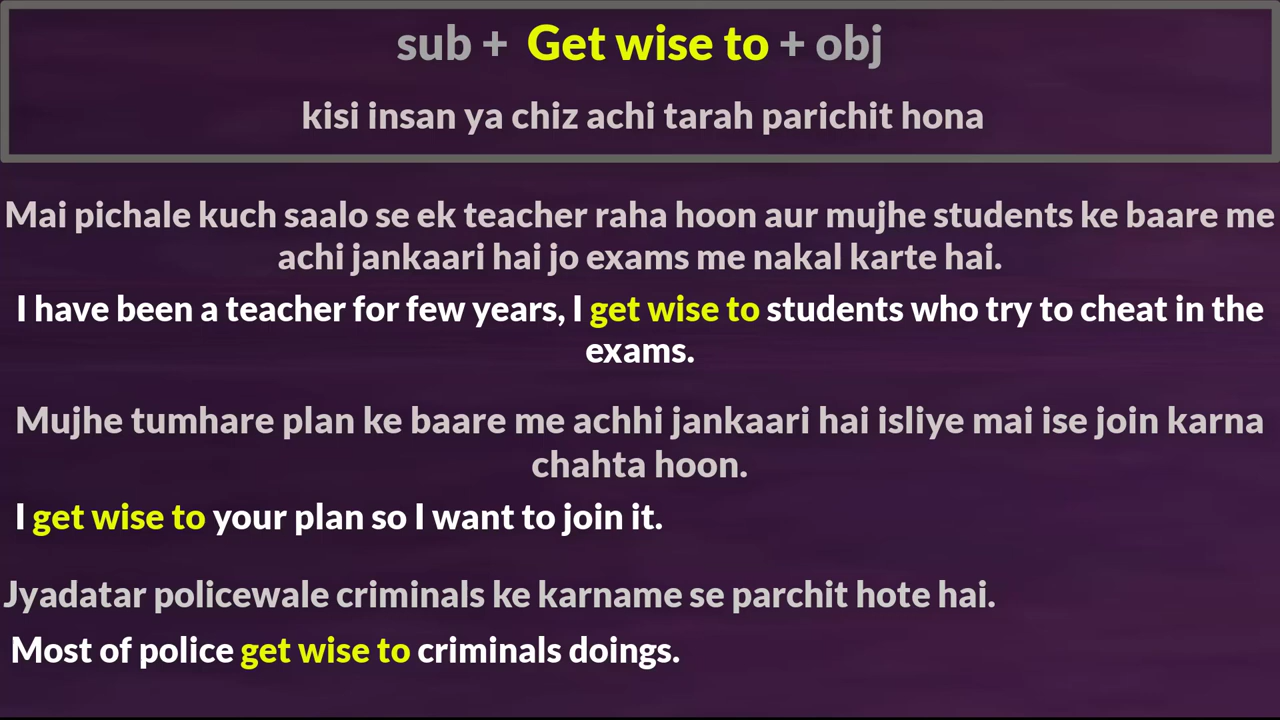 sub + Get wise to + obj
kisi insan ya chiz achi tarah parichit hona
Mai pichale kuch saalo se ek teacher raha hoon aur mujhe students ke baare me
achi jankaari hai jo exams me nakal karte hai.
I have been a teacher for few years, I get wise to students who try to cheat in the
exams.
Mujhe tumhare plan ke baare me achhi jankaari hai isliye mai ise join karna
chahta hoon.
I get wise to your plan so I want to join it.
Jyadatar policewale criminals ke karname se parchit hote hai.
Most of police get wise to criminals doings.